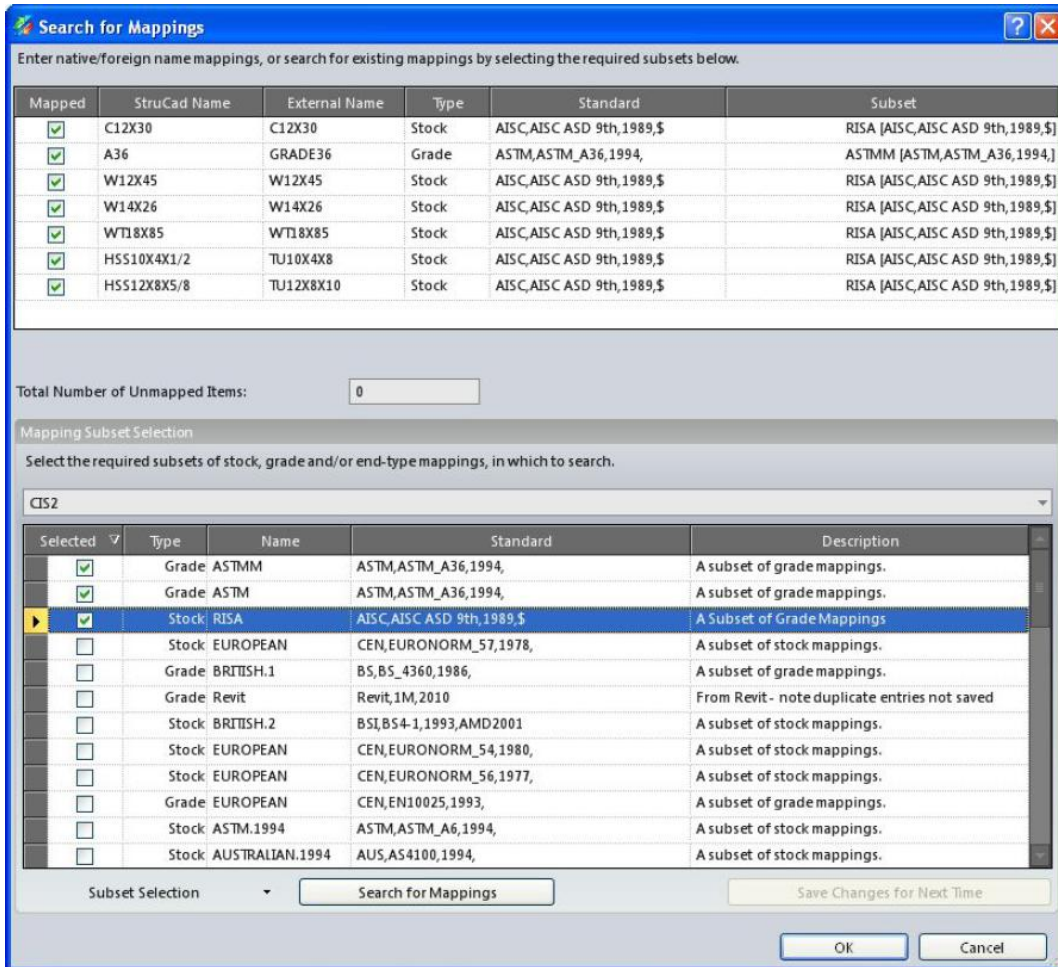 Search for Mappings
Enter native/foreign name mappings, or search for existing mappings by selecting the required subsets below.
Mapped StruCad Name External Name Type Standard Subset
C12X30 C12X30 Stock AISC,AISC ASD 9th,1989,$ RISA [AISC,AISC ASD 9th,1989,$]
A36 GRADE36 Grade ASTM,ASTM_A36,1994, ASTMM [ASTM,ASTM_A36,1994,]
W12X45 W12X45 Stock AISC,AISC ASD 9th,1989,$ RISA [AISC,AISC ASD 9th,1989,$]
W14X26 W14X26 Stock AISC,AISC ASD 9th,1989,$ RISA [AISC,AISC ASD 9th,1989,$]
WT18X85 WT18X85 Stock AISC,AISC ASD 9th,1989,$ RISA [AISC,AISC ASD 9th,1989,$]
HSS10X4X1/2 TU10X4X8 Stock AISC,AISC ASD 9th,1989,$ RISA [AISC,AISC ASD 9th,1989,$]
HSS12X8X5/8 TU12X8X10 Stock AISC,AISC ASD 9th,1989,$ RISA [AISC,AISC ASD 9th,1989,$]
Total Number of Unmapped Items: 0
Mapping Subset Selection
Select the required subsets of stock, grade and/or end-type mappings, in which to search.
CIS2
Selected Type Name Standard Description
Grade ASTMM ASTM,ASTM_A36,1994, A subset of grade mappings.
Grade ASTM ASTM,ASTM_A36,1994, A subset of grade mappings.
Stock RISA AISC,AISC ASD 9th,1989,$ A Subset of Grade Mappings
Stock EUROPEAN CEN,EURONORM_57,1978, A subset of stock mappings.
Grade BRITISH.1 BS,BS_4360,1986, A subset of grade mappings.
Grade Revit Revit,1M,2010 From Revit - note duplicate entries not saved
Stock BRITISH.2 BSI,BS4-1,1993,AMD2001 A subset of stock mappings.
Stock EUROPEAN CEN,EURONORM_54,1980, A subset of stock mappings.
Stock EUROPEAN CEN,EURONORM_56,1977, A subset of stock mappings.
Grade EUROPEAN CEN,EN10025,1993, A subset of grade mappings.
Stock ASTM.1994 ASTM,ASTM_A6,1994, A subset of stock mappings.
Stock AUSTRALIAN.1994 AUS,AS4100,1994, A subset of stock mappings.
Subset Selection Search for Mappings Save Changes for Next Time
OK Cancel